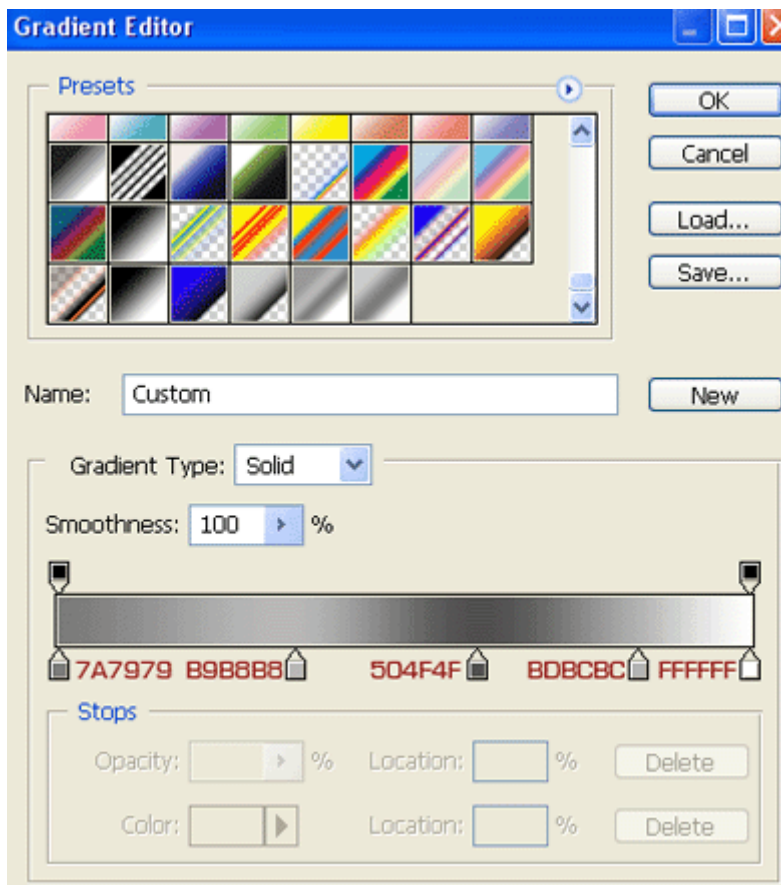 Gradient Editor
Presets
OK
Cancel
Load...
Save...
Name: Custom New
Gradient Type: Solid
Smoothness: 100 %
7A7979 B9B8B8 504F4F BDBCBC FFFFFF
Stops
Opacity: % Location: % Delete
Color: Location: % Delete